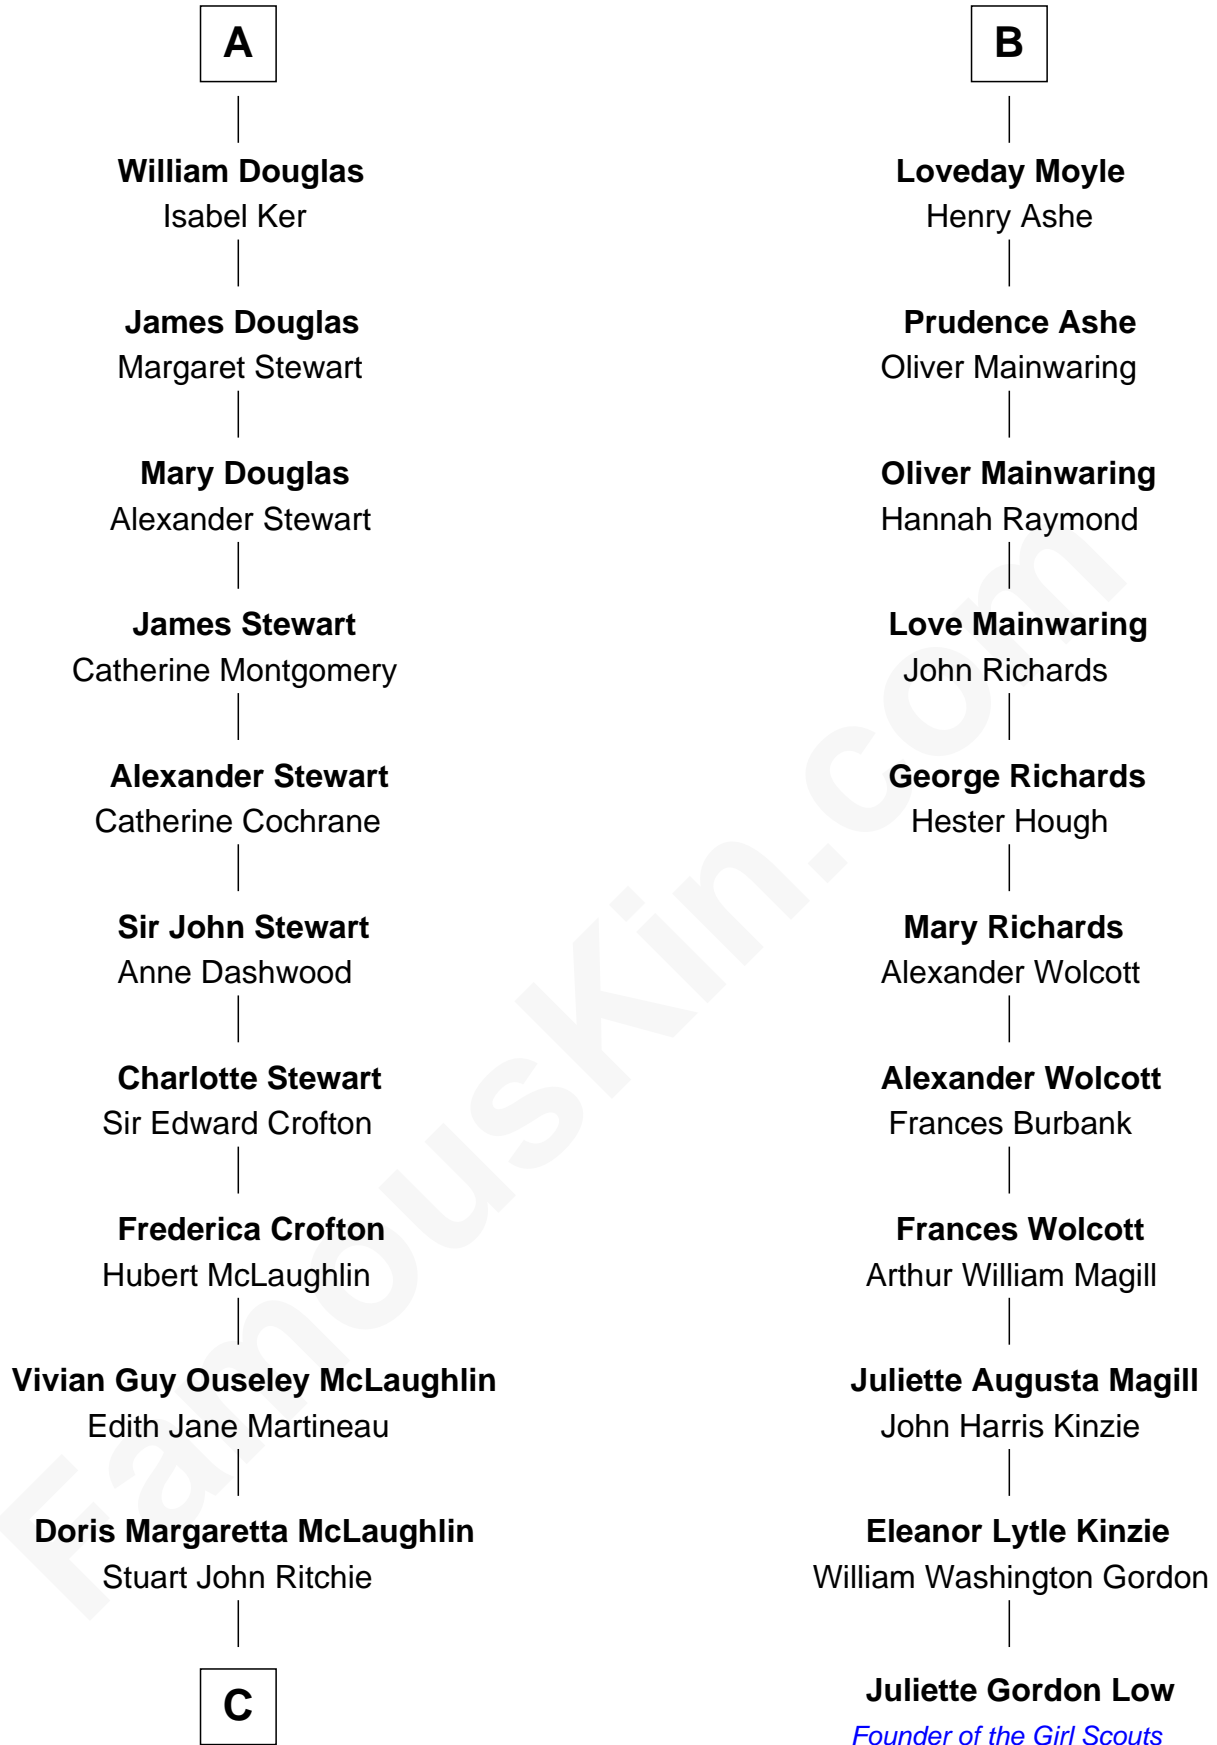 A
William Douglas
Isabel Ker
James Douglas
Margaret Stewart
Mary Douglas
Alexander Stewart
James Stewart
Catherine Montgomery
Alexander Stewart
Catherine Cochrane
Sir John Stewart
Anne Dashwood
Charlotte Stewart
Sir Edward Crofton
Frederica Crofton
Hubert McLaughlin
Vivian Guy Ouseley McLaughlin
Edith Jane Martineau
Doris Margaretta McLaughlin
Stuart John Ritchie
C
B
Loveday Moyle
Henry Ashe
Prudence Ashe
Oliver Mainwaring
Oliver Mainwaring
Hannah Raymond
Love Mainwaring
John Richards
George Richards
Hester Hough
Mary Richards
Alexander Wolcott
Alexander Wolcott
Frances Burbank
Frances Wolcott
Arthur William Magill
Juliette Augusta Magill
John Harris Kinzie
Eleanor Lytle Kinzie
William Washington Gordon
Juliette Gordon Low
Founder of the Girl Scouts
FamousKin.com